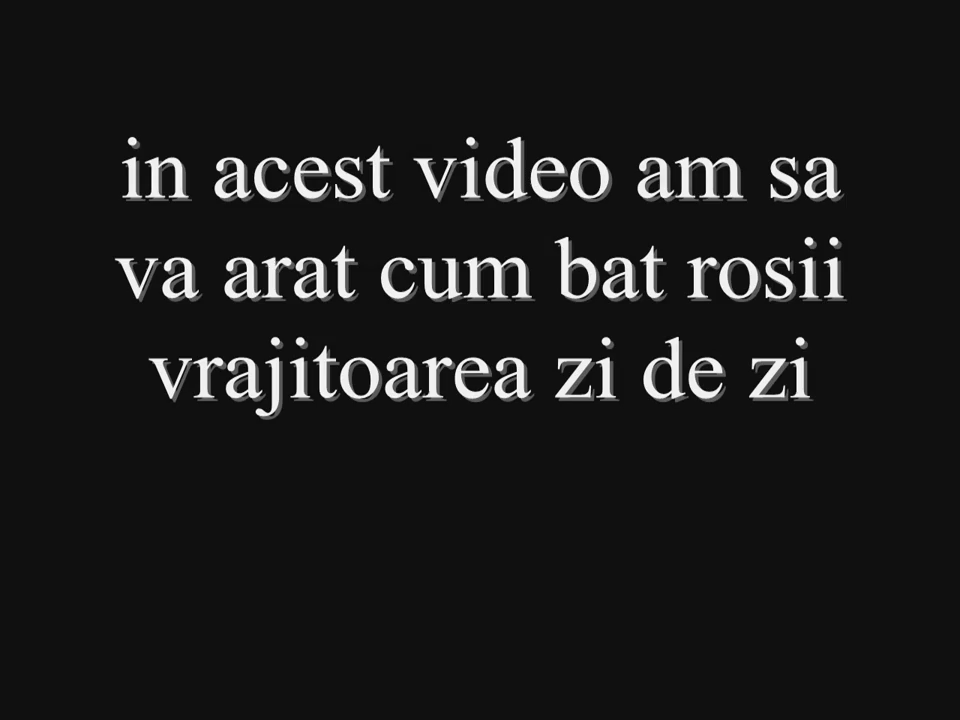 in acest video am sa
va arat cum bat rosii
vrajitoarea zi de zi